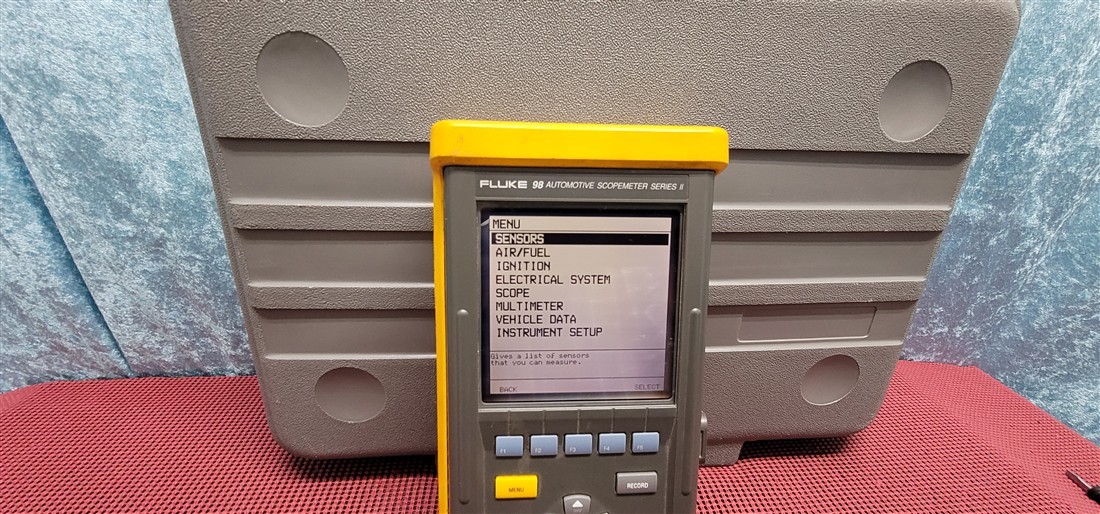 FLUKE 98 AUTOMOTIVE SCOPEMETER SERIES II
MENU
SENSORS
AIR/FUEL
IGNITION
ELECTRICAL SYSTEM
SCOPE
MULTIMETER
VEHICLE DATA
INSTRUMENT SETUP
Gives a list of sensors
that you can measure.
BACK SELECT
F1 F2 F3 F4 F5
MENU RECORD